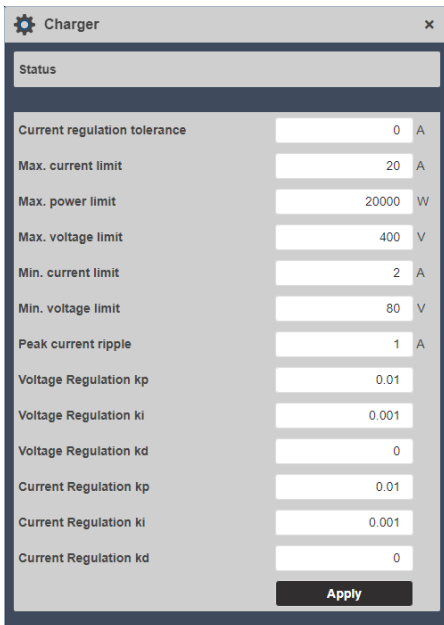 Charger ×
Status
Current regulation tolerance 0 A
Max. current limit 20 A
Max. power limit 20000 W
Max. voltage limit 400 V
Min. current limit 2 A
Min. voltage limit 80 V
Peak current ripple 1 A
Voltage Regulation kp 0.01
Voltage Regulation ki 0.001
Voltage Regulation kd 0
Current Regulation kp 0.01
Current Regulation ki 0.001
Current Regulation kd 0
Apply